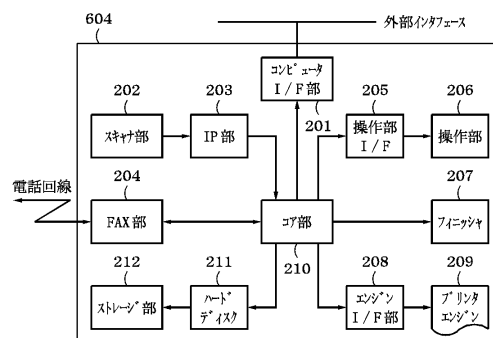 604
外部インタフェース
コンピュータ
I/F部
201
202
203
205
206
スキャナ部
IP部
操作部
I/F
操作部
電話回線
204
207
FAX部
コア部
フィニッシャ
210
212
211
208
209
ストレージ部
ハード
ディスク
エンジン
I/F部
プリンタ
エンジン